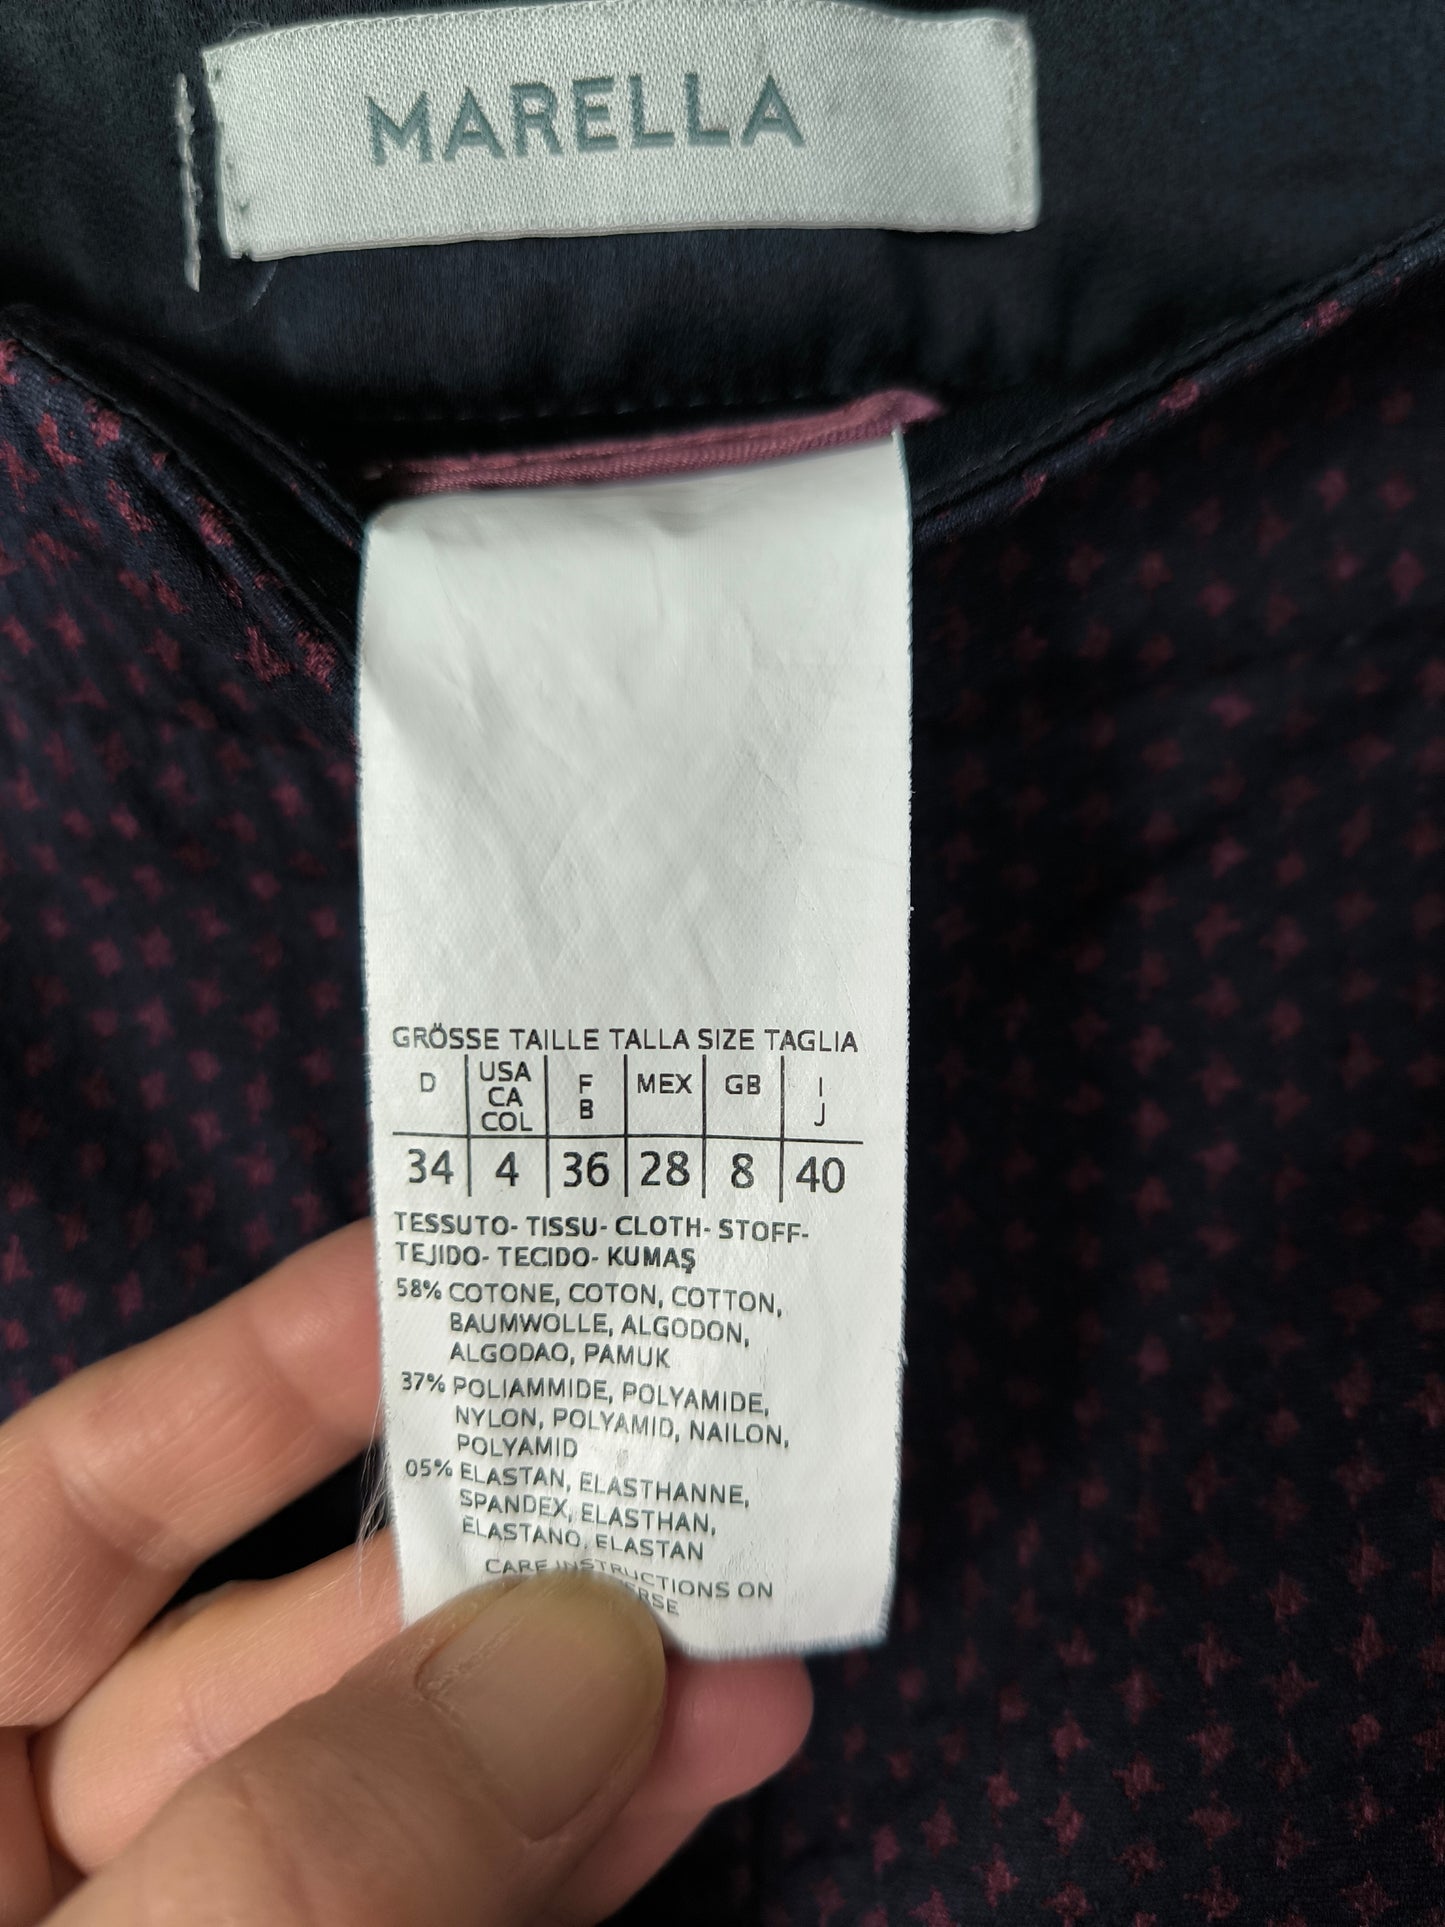 MARELLA
GRÖSSE TAILLE TALLA SIZE TAGLIA
D USA CA COL F B MEX GB I J
34 4 36 28 8 40
TESSUTO- TISSU- CLOTH- STOFF-
TEJIDO- TECIDO- KUMAŞ
58% COTONE, COTON, COTTON,
BAUMWOLLE, ALGODON,
ALGODAO, PAMUK
37% POLIAMMIDE, POLYAMIDE,
NYLON, POLYAMID, NAILON,
POLYAMID
05% ELASTAN, ELASTHANNE,
SPANDEX, ELASTHAN,
ELASTANO, ELASTAN
CARE INSTRUCTIONS ON